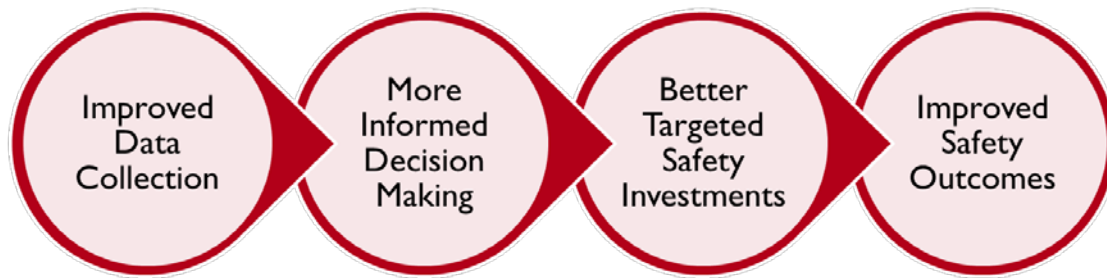 Improved
Data
Collection
More
Informed
Decision
Making
Better
Targeted
Safety
Investments
Improved
Safety
Outcomes